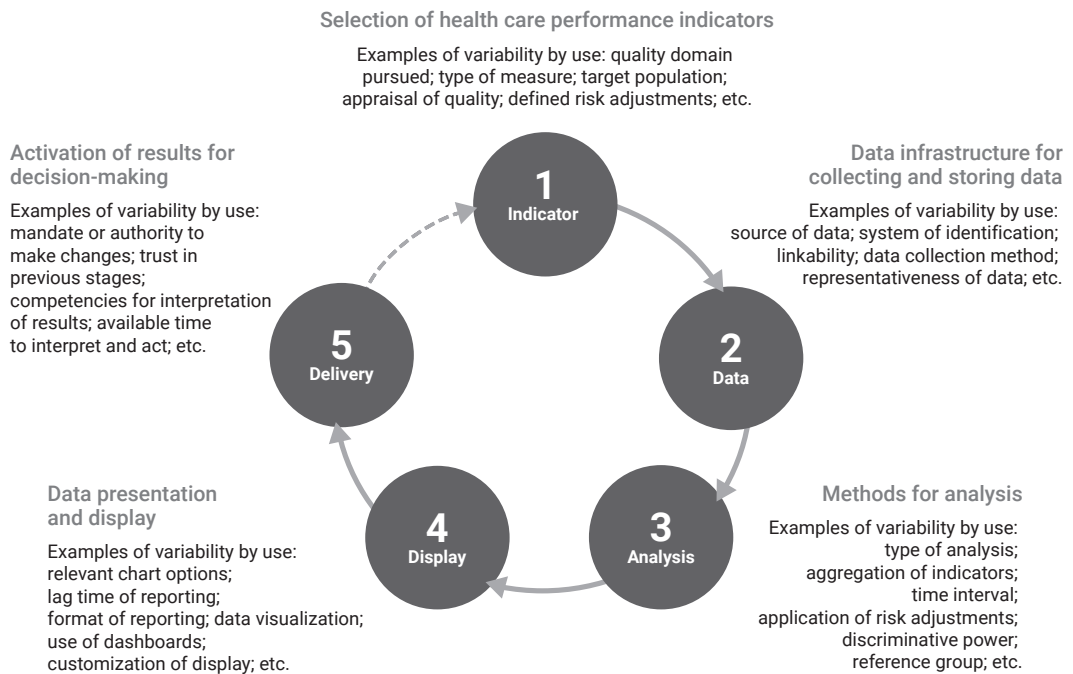 Selection of health care performance indicators
Examples of variability by use: quality domain
pursued; type of measure; target population;
appraisal of quality; defined risk adjustments; etc.
1
Indicator
Data infrastructure for
collecting and storing data
Examples of variability by use:
source of data; system of identification;
linkability; data collection method;
representativeness of data; etc.
2
Data
Methods for analysis
Examples of variability by use:
type of analysis;
aggregation of indicators;
time interval;
application of risk adjustments;
discriminative power;
reference group; etc.
3
Analysis
Data presentation
and display
Examples of variability by use:
relevant chart options;
lag time of reporting;
format of reporting; data visualization;
use of dashboards;
customization of display; etc.
4
Display
Activation of results for
decision-making
Examples of variability by use:
mandate or authority to
make changes; trust in
previous stages;
competencies for interpretation
of results; available time
to interpret and act; etc.
5
Delivery